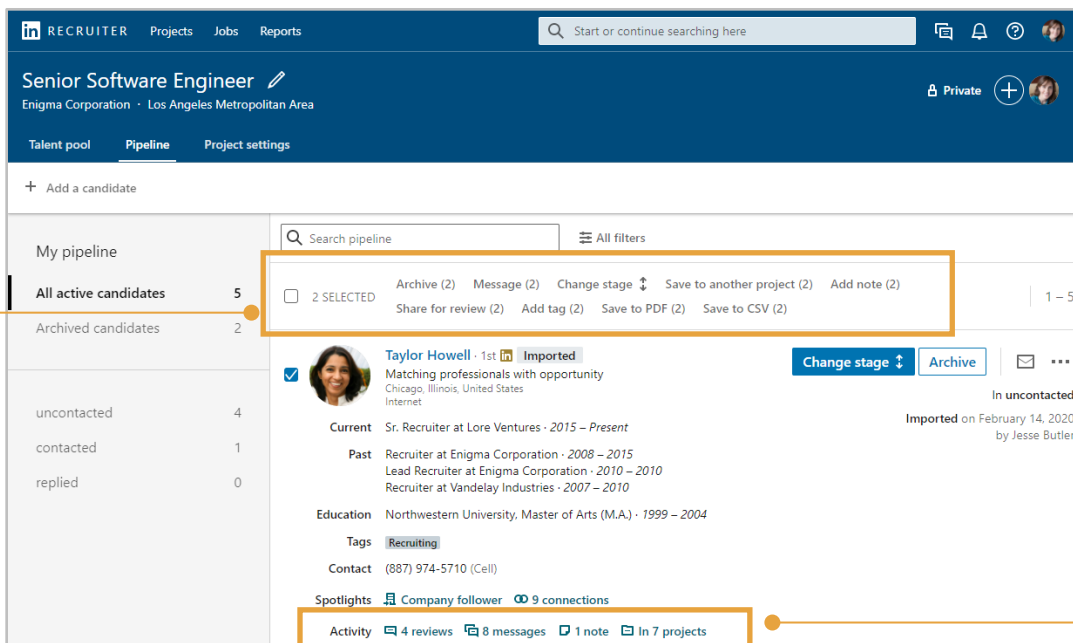 in RECRUITER Projects Jobs Reports Start or continue searching here
Senior Software Engineer
Enigma Corporation · Los Angeles Metropolitan Area
Private
Talent pool Pipeline Project settings
+ Add a candidate
My pipeline
All active candidates 5
Archived candidates 2
uncontacted 4
contacted 1
replied 0
Search pipeline All filters
2 SELECTED
Archive (2) Message (2) Change stage Save to another project (2) Add note (2)
Share for review (2) Add tag (2) Save to PDF (2) Save to CSV (2)
1 – 5
Taylor Howell · 1st in Imported
Matching professionals with opportunity
Chicago, Illinois, United States
Internet
Change stage Archive
In uncontacted
Imported on February 14, 2020
by Jesse Butler
Current Sr. Recruiter at Lore Ventures · 2015 – Present
Past Recruiter at Enigma Corporation · 2008 – 2015
Lead Recruiter at Enigma Corporation · 2010 – 2010
Recruiter at Vandelay Industries · 2007 – 2010
Education Northwestern University, Master of Arts (M.A.) · 1999 – 2004
Tags Recruiting
Contact (887) 974-5710 (Cell)
Spotlights Company follower 9 connections
Activity 4 reviews 8 messages 1 note In 7 projects